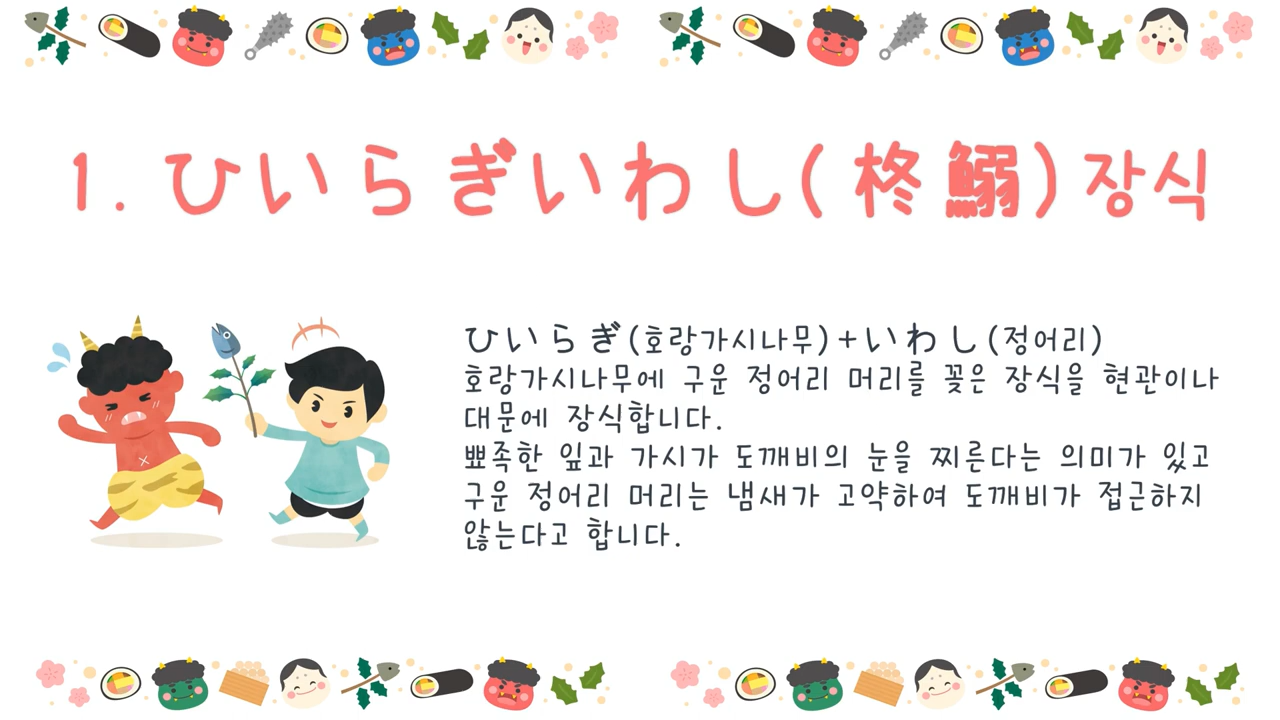 1. ひいらぎいわし(柊鰯)장식
ひいらぎ(호랑가시나무)+いわし(정어리)
호랑가시나무에 구운 정어리 머리를 꽂은 장식을 현관이나
대문에 장식합니다.
뾰족한 잎과 가시가 도깨비의 눈을 찌른다는 의미가 있고
구운 정어리 머리는 냄새가 고약하여 도깨비가 접근하지
않는다고 합니다.